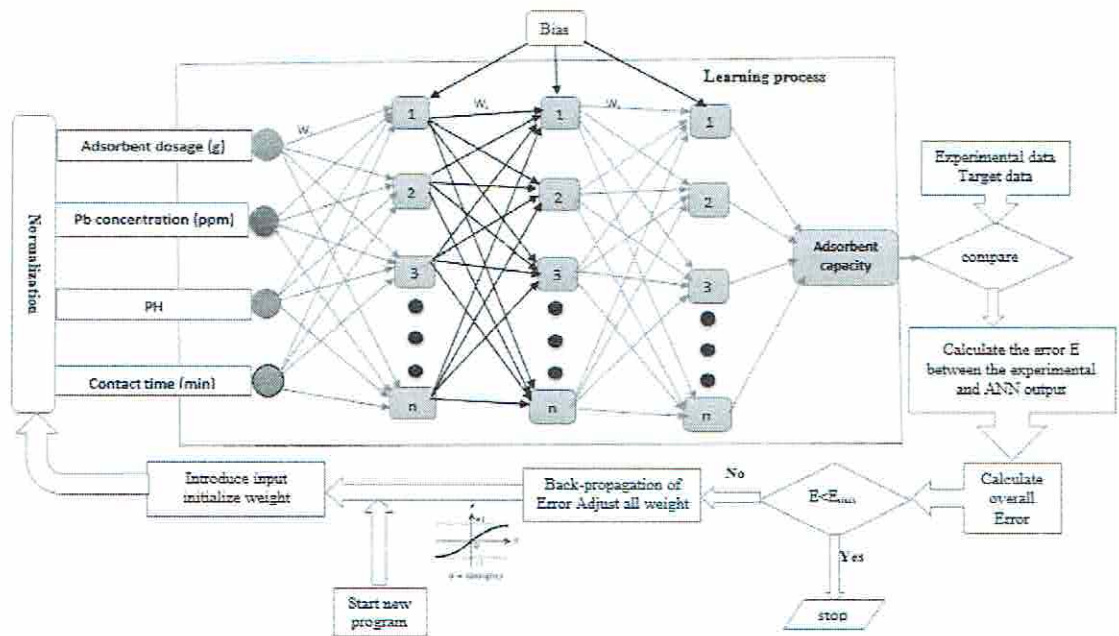 Bias
Learning process
Normalization
Adsorbent dosage (g)
Pb concentration (ppm)
PH
Contact time (min)
W
W
W
1
2
3
n
1
2
3
n
1
2
3
n
Adsorbent
capacity
Experimental data
Target data
compare
Calculate the error E
between the experimental
and ANN output
Calculate
overall
Error
No
Yes
stop
Back-propagation of
Error Adjust all weight
Introduce input
initialize weight
Start new
program